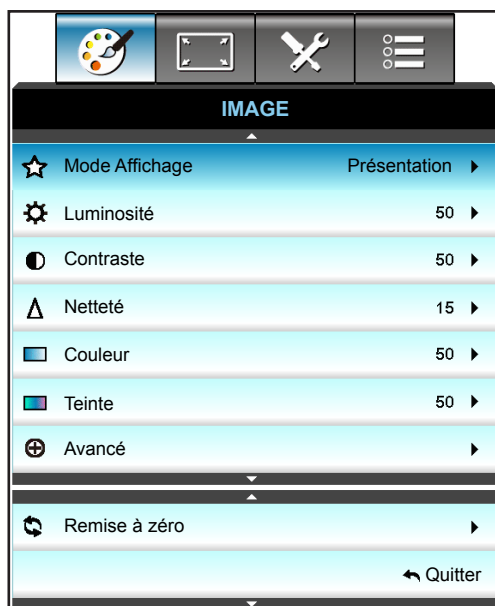 IMAGE
Mode Affichage Présentation
Luminosité 50
Contraste 50
Netteté 15
Couleur 50
Teinte 50
Avancé
Remise à zéro
Quitter